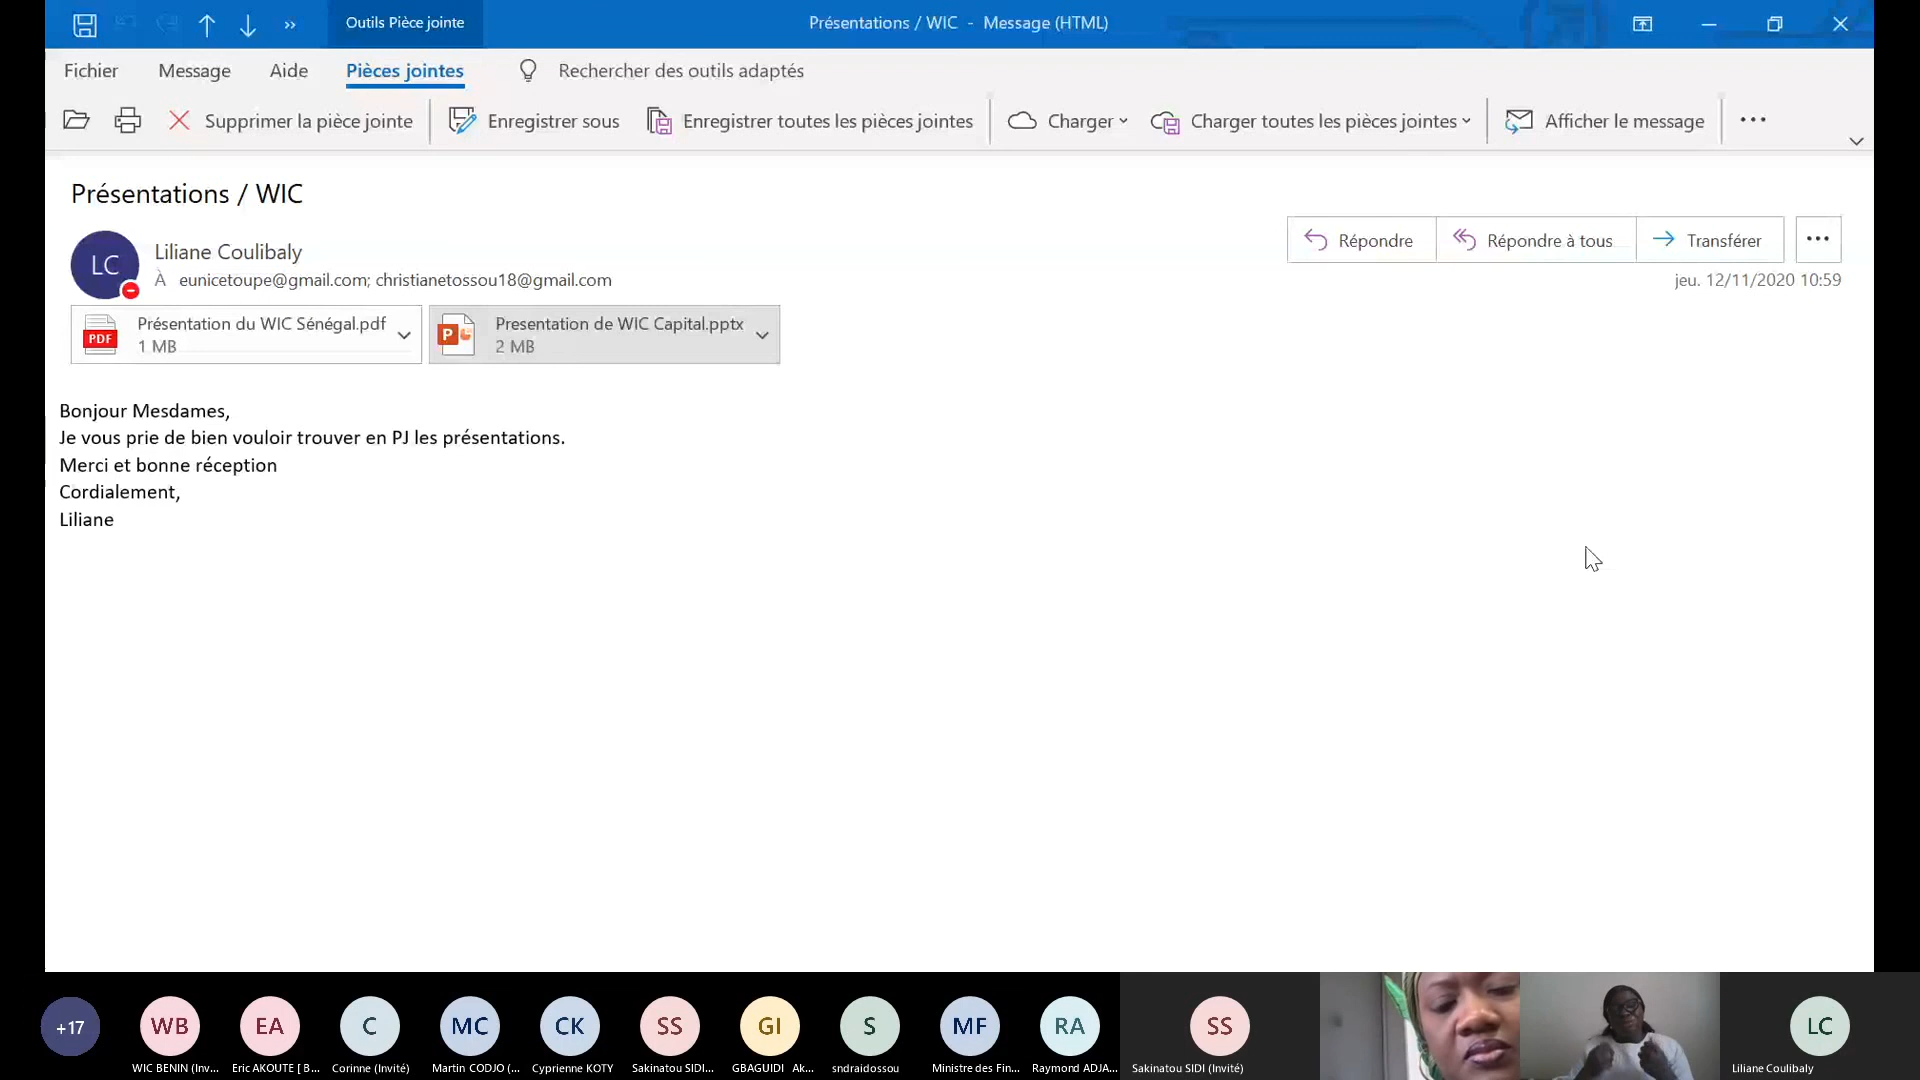 Outils Pièce jointe
Présentations / WIC - Message (HTML)
Fichier Message Aide Pièces jointes Rechercher des outils adaptés
Supprimer la pièce jointe Enregistrer sous Enregistrer toutes les pièces jointes Charger Charger toutes les pièces jointes Afficher le message
Présentations / WIC
LC
Liliane Coulibaly
À eunicetoupe@gmail.com; christianetossou18@gmail.com
Répondre Répondre à tous Transférer
jeu. 12/11/2020 10:59
PDF
Présentation du WIC Sénégal.pdf
1 MB
P
Presentation de WIC Capital.pptx
2 MB
Bonjour Mesdames,
Je vous prie de bien vouloir trouver en PJ les présentations.
Merci et bonne réception
Cordialement,
Liliane
+17 WB EA C MC CK SS GI S MF RA SS LC
WIC BENIN (Inv... Eric AKOUTE [ B... Corinne (Invité) Martin CODJO (... Cyprienne KOTY Sakinatou SIDI... GBAGUIDI Ak... sndraidossou Ministre des Fin... Raymond ADJA... Sakinatou SIDI (Invité) Liliane Coulibaly